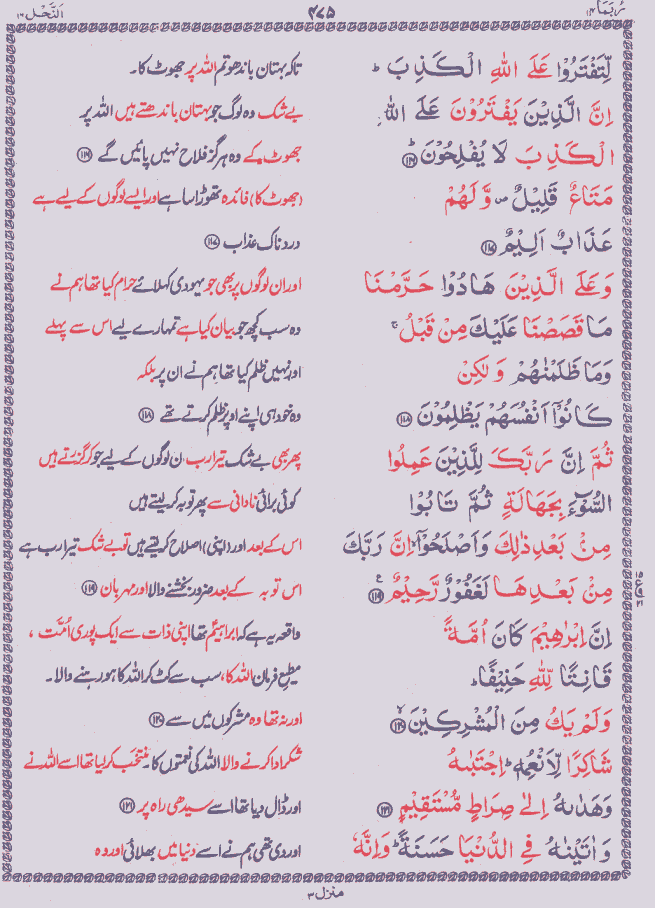 رُبَمَا ١٤ ۴۷۵ اَلنَّحْل ١٦
لِّتَفْتَرُوْا عَلَى اللّٰهِ الْكَذِبَ ؕ تاکہ بہتان باندھو تم اللہ پر جھوٹ کا۔
اِنَّ الَّذِيْنَ يَفْتَرُوْنَ عَلَى اللّٰهِ بے شک وہ لوگ جو بہتان باندھتے ہیں اللہ پر
الْكَذِبَ لَا يُفْلِحُوْنَ ؕ ﴿۱۱۶﴾ جھوٹ کے وہ ہرگز فلاح نہیں پائیں گے ﴿۱۱۶﴾
مَتَاعٌ قَلِيْلٌ ۪ وَّلَهُمْ (جھوٹ کا) فائدہ تھوڑا سا ہے اور ایسے لوگوں کے لیے ہے
عَذَابٌ اَلِيْمٌ ﴿۱۱۷﴾ دردناک عذاب ﴿۱۱۷﴾
وَعَلَى الَّذِيْنَ هَادُوْا حَرَّمْنَا اور ان لوگوں پر بھی جو یہودی کہلائے حرام کیا تھا ہم نے
مَا قَصَصْنَا عَلَيْكَ مِنْ قَبْلُ ۚ وہ سب کچھ جو بیان کیا ہے تمہارے لیے اس سے پہلے
وَمَا ظَلَمْنٰهُمْ وَلٰكِنْ اور نہیں ظلم کیا تھا ہم نے ان پر بلکہ
كَانُوْۤا اَنْفُسَهُمْ يَظْلِمُوْنَ ﴿۱۱۸﴾ وہ خود ہی اپنے اوپر ظلم کرتے تھے ﴿۱۱۸﴾
ثُمَّ اِنَّ رَبَّكَ لِلَّذِيْنَ عَمِلُوا پھر بھی بے شک تیرا رب ان لوگوں کے لیے جو کر گزرتے ہیں
السُّوْٓءَ بِجَهَالَةٍ ثُمَّ تَابُوْا کوئی برائی نادانی سے پھر توبہ کر لیتے ہیں
مِنْۢ بَعْدِ ذٰلِكَ وَاَصْلَحُوْۤا ۙ اِنَّ رَبَّكَ اس کے بعد اور (اپنی) اصلاح کر لیتے ہیں تو بے شک تیرا رب ہے
مِنْۢ بَعْدِهَا لَغَفُوْرٌ رَّحِيْمٌ ﴿۱۱۹﴾ اس توبہ کے بعد ضرور بخشنے والا اور مہربان ﴿۱۱۹﴾
اِنَّ اِبْرٰهِيْمَ كَانَ اُمَّةً واقعہ یہ ہے کہ ابراہیمؑ تھا اپنی ذات سے ایک پوری اُمّت ،
قَانِتًا لِّلّٰهِ حَنِيْفًا ؕ مطیعِ فرمان اللہ کا، سب سے کٹ کر اللہ کا ہو رہنے والا۔
وَلَمْ يَكُ مِنَ الْمُشْرِكِيْنَ ۙ ﴿۱۲۰﴾ اور نہ تھا وہ مشرکوں میں سے ﴿۱۲۰﴾
شَاكِرًا لِّاَنْعُمِهٖ ؕ اِجْتَبٰىهُ شکر ادا کرنے والا اللہ کی نعمتوں کا۔ منتخب کر لیا تھا اسے اللہ نے
وَهَدٰىهُ اِلٰى صِرَاطٍ مُّسْتَقِيْمٍ ﴿۱۲۱﴾ اور ڈال دیا تھا اسے سیدھی راہ پر ﴿۱۲۱﴾
وَاٰتَيْنٰهُ فِى الدُّنْيَا حَسَنَةً ؕ وَاِنَّهٗ اور دی تھی ہم نے اسے دنیا میں بھلائی اور وہ
منزل ۳